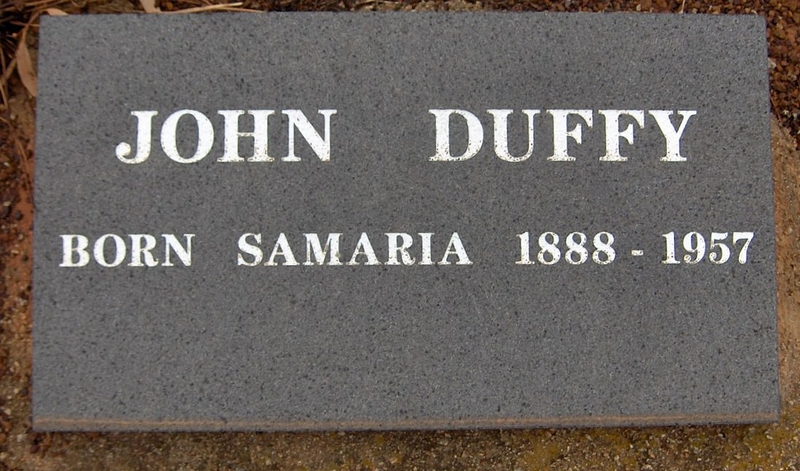 JOHN DUFFY
BORN SAMARIA 1888 - 1957